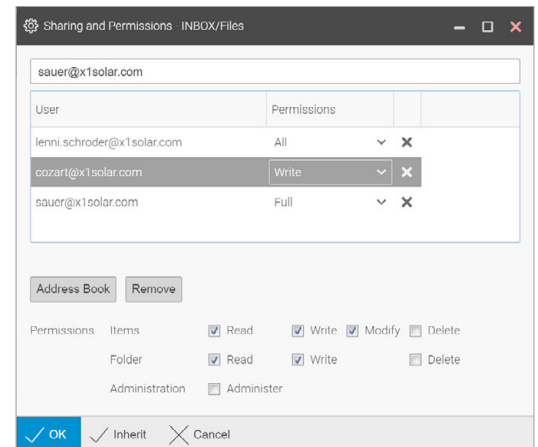 Sharing and Permissions - INBOX/Files
sauer@x1solar.com
User Permissions
lenni.schroder@x1solar.com All
cozart@x1solar.com Write
sauer@x1solar.com Full
Address Book Remove
Permissions Items Read Write Modify Delete
Folder Read Write Delete
Administration Administer
OK Inherit Cancel